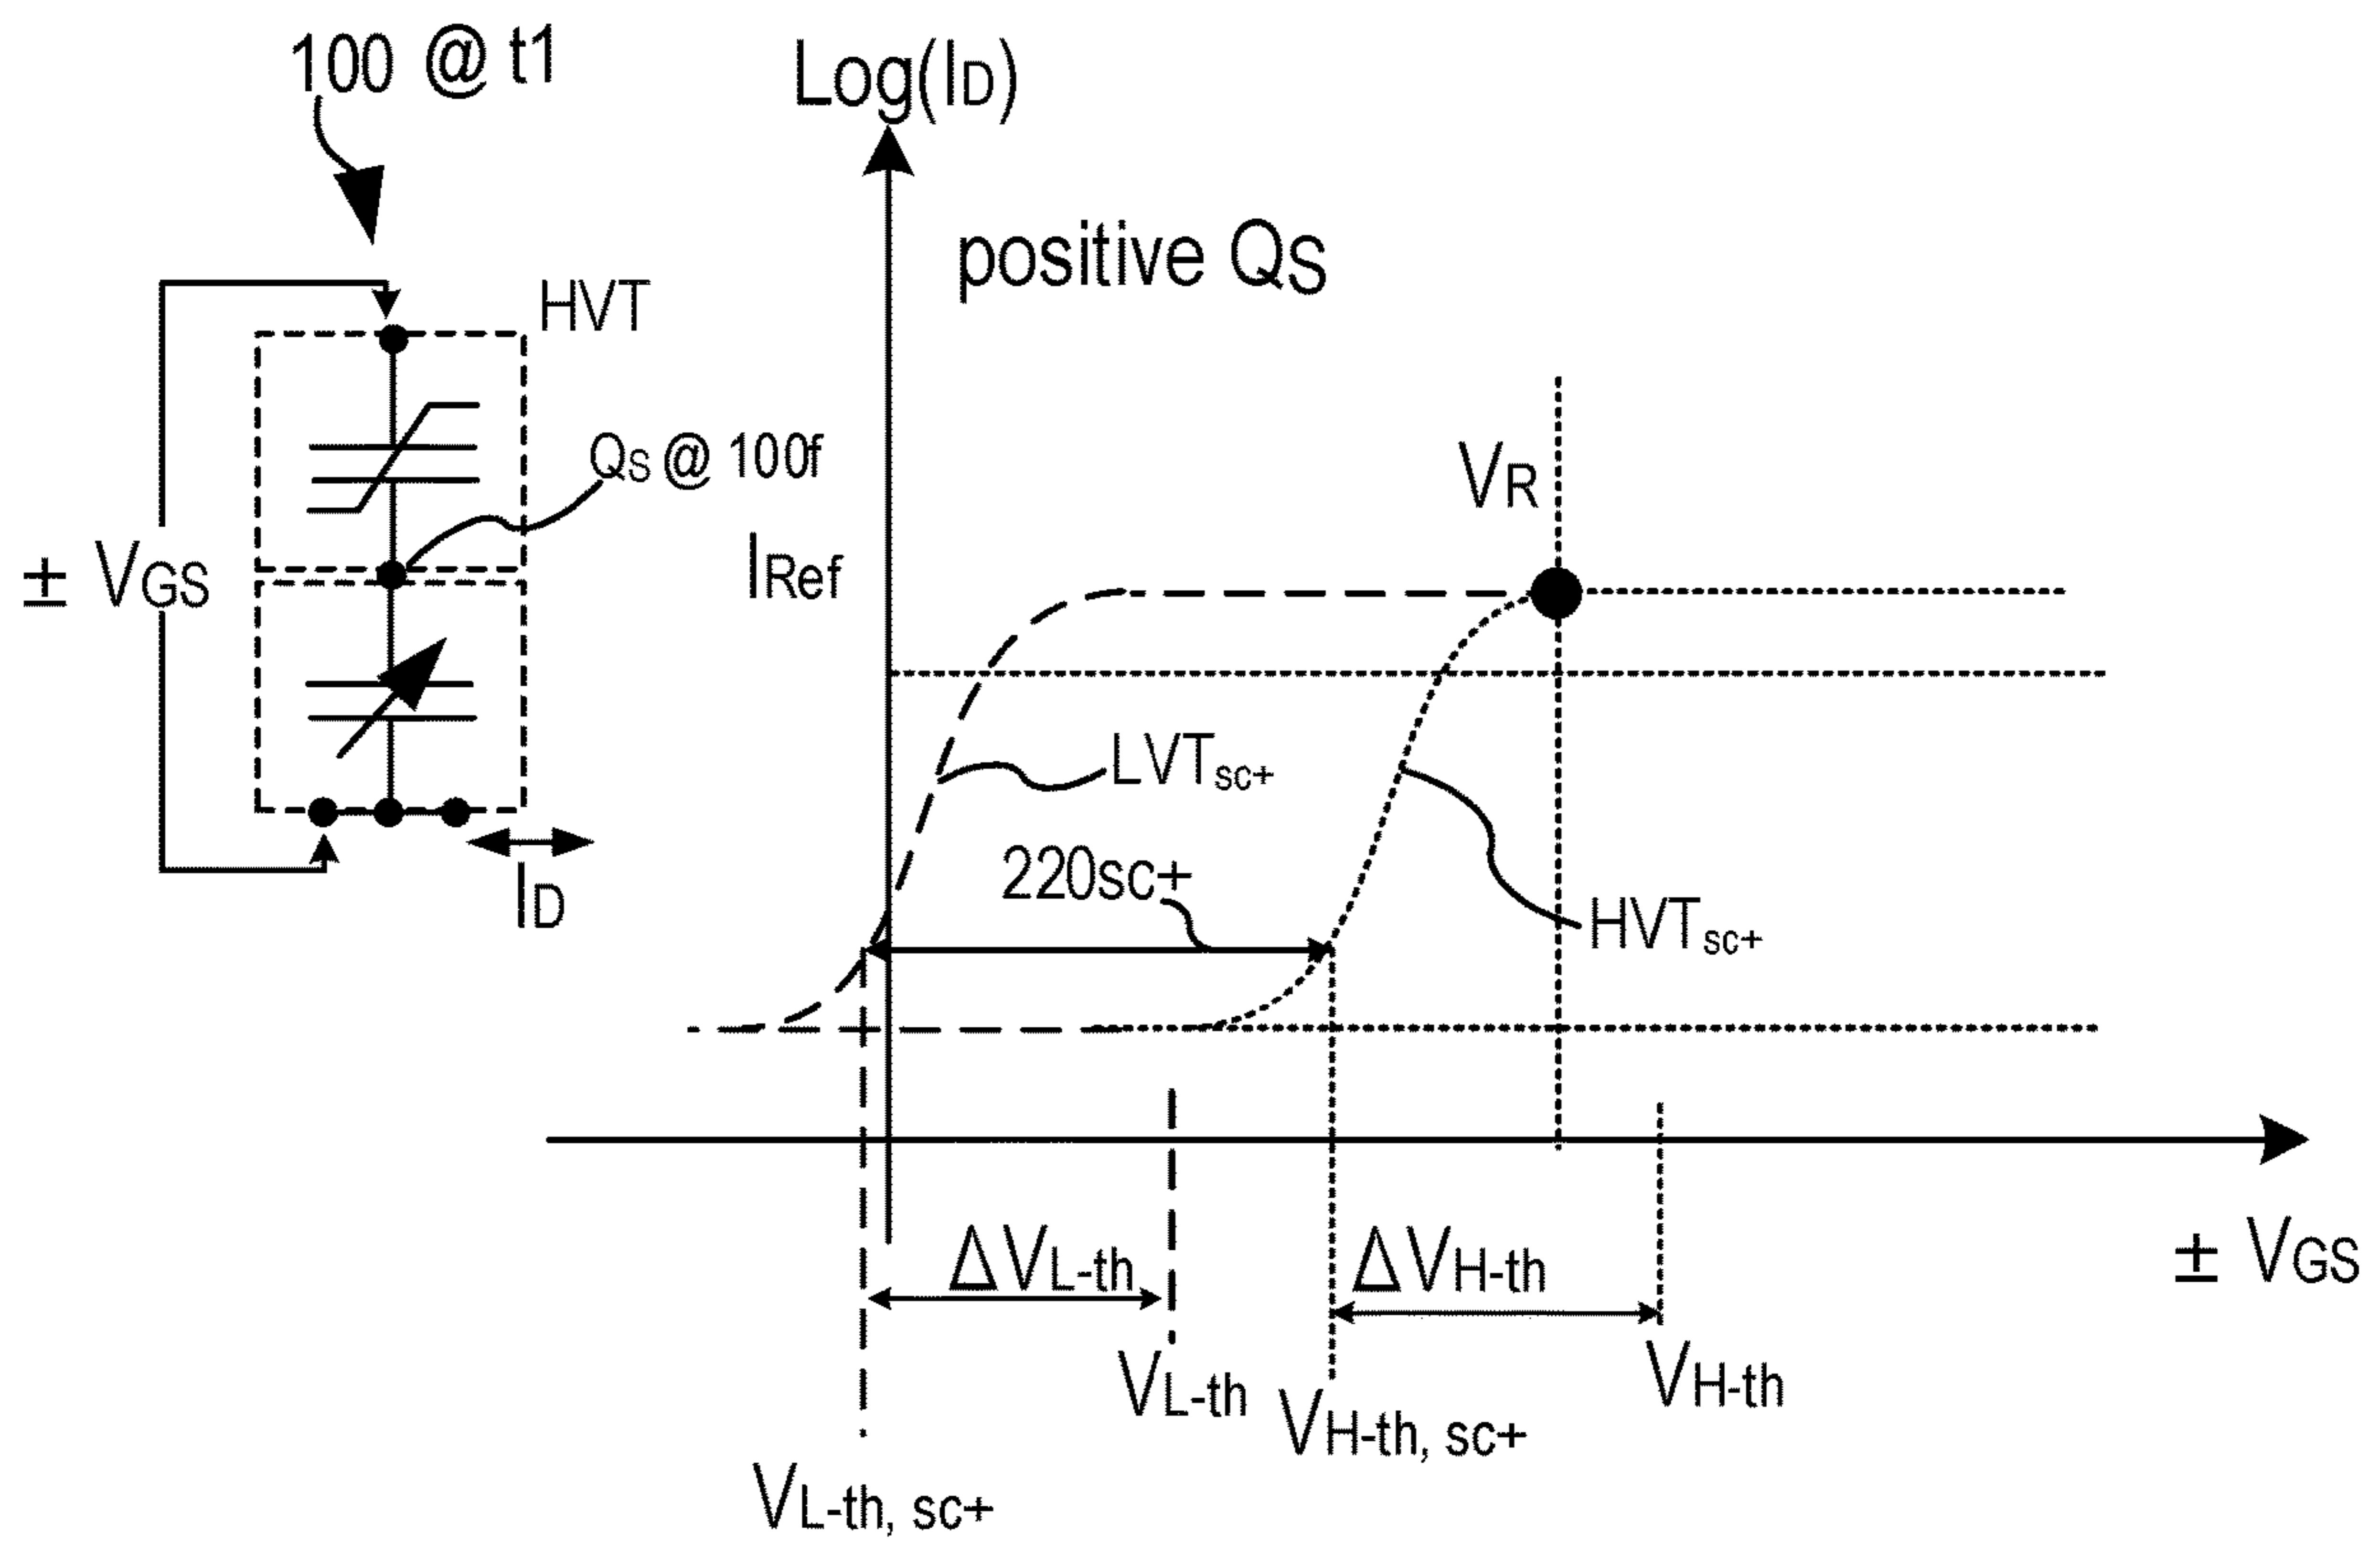 100 @ t1
Log(ID)
positive QS
HVT
QS @ 100f
VR
± VGS
IRef
LVTsc+
220sc+
HVTsc+
ID
ΔVL-th
ΔVH-th
± VGS
VL-th
VH-th
VH-th, sc+
VL-th, sc+